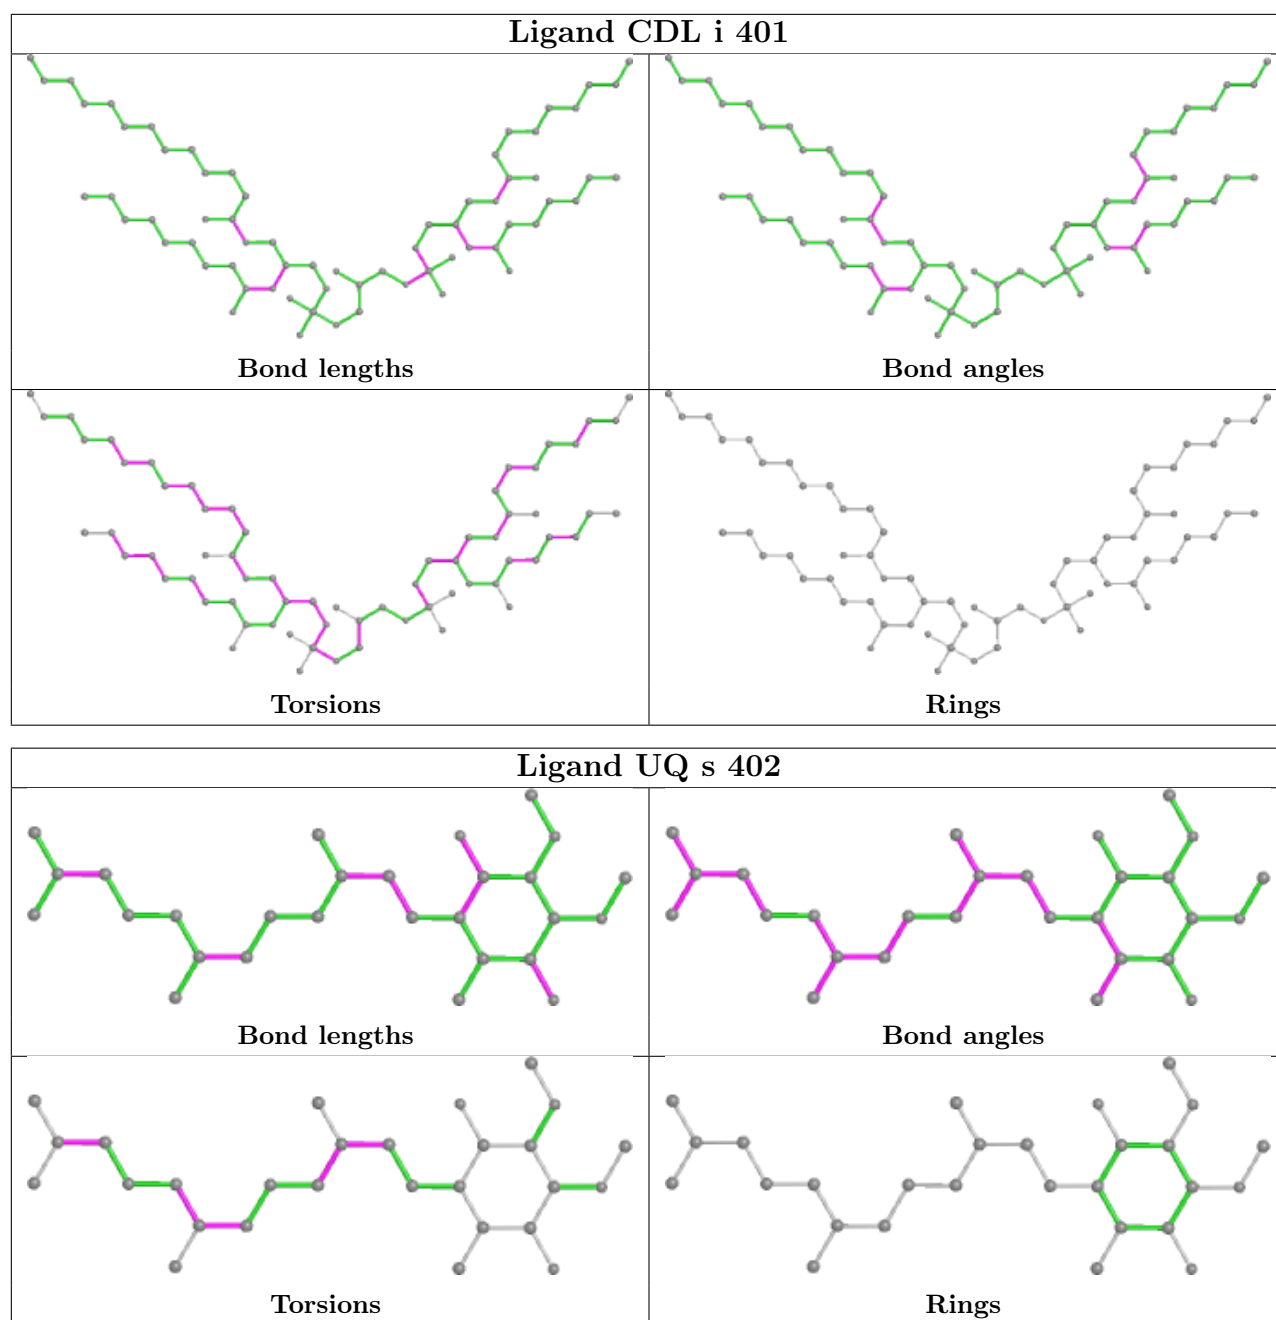 Ligand CDL i 401
Bond lengths
Bond angles
Torsions
Rings
Ligand UQ s 402
Bond lengths
Bond angles
Torsions
Rings